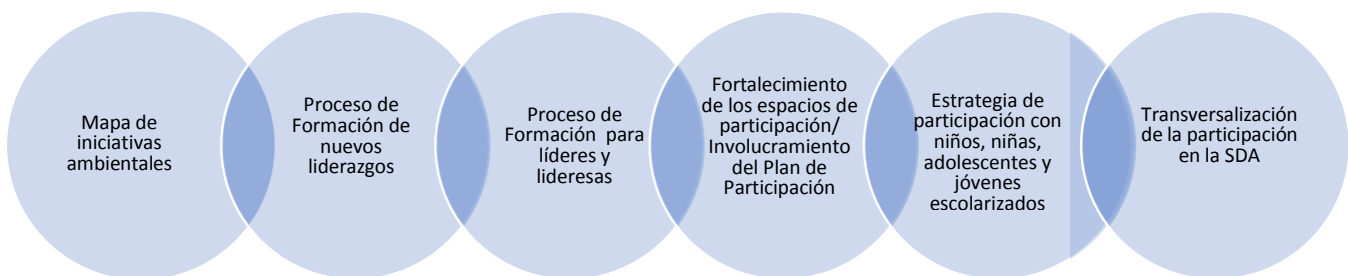 Mapa de
iniciativas
ambientales
Proceso de
Formación de
nuevos
liderazgos
Proceso de
Formación para
líderes y
lideresas
Fortalecimiento
de los espacios de
participación/
Involucramiento
del Plan de
Participación
Estrategia de
participación con
niños, niñas,
adolescentes y
jóvenes
escolarizados
Transversalización
de la participación
en la SDA